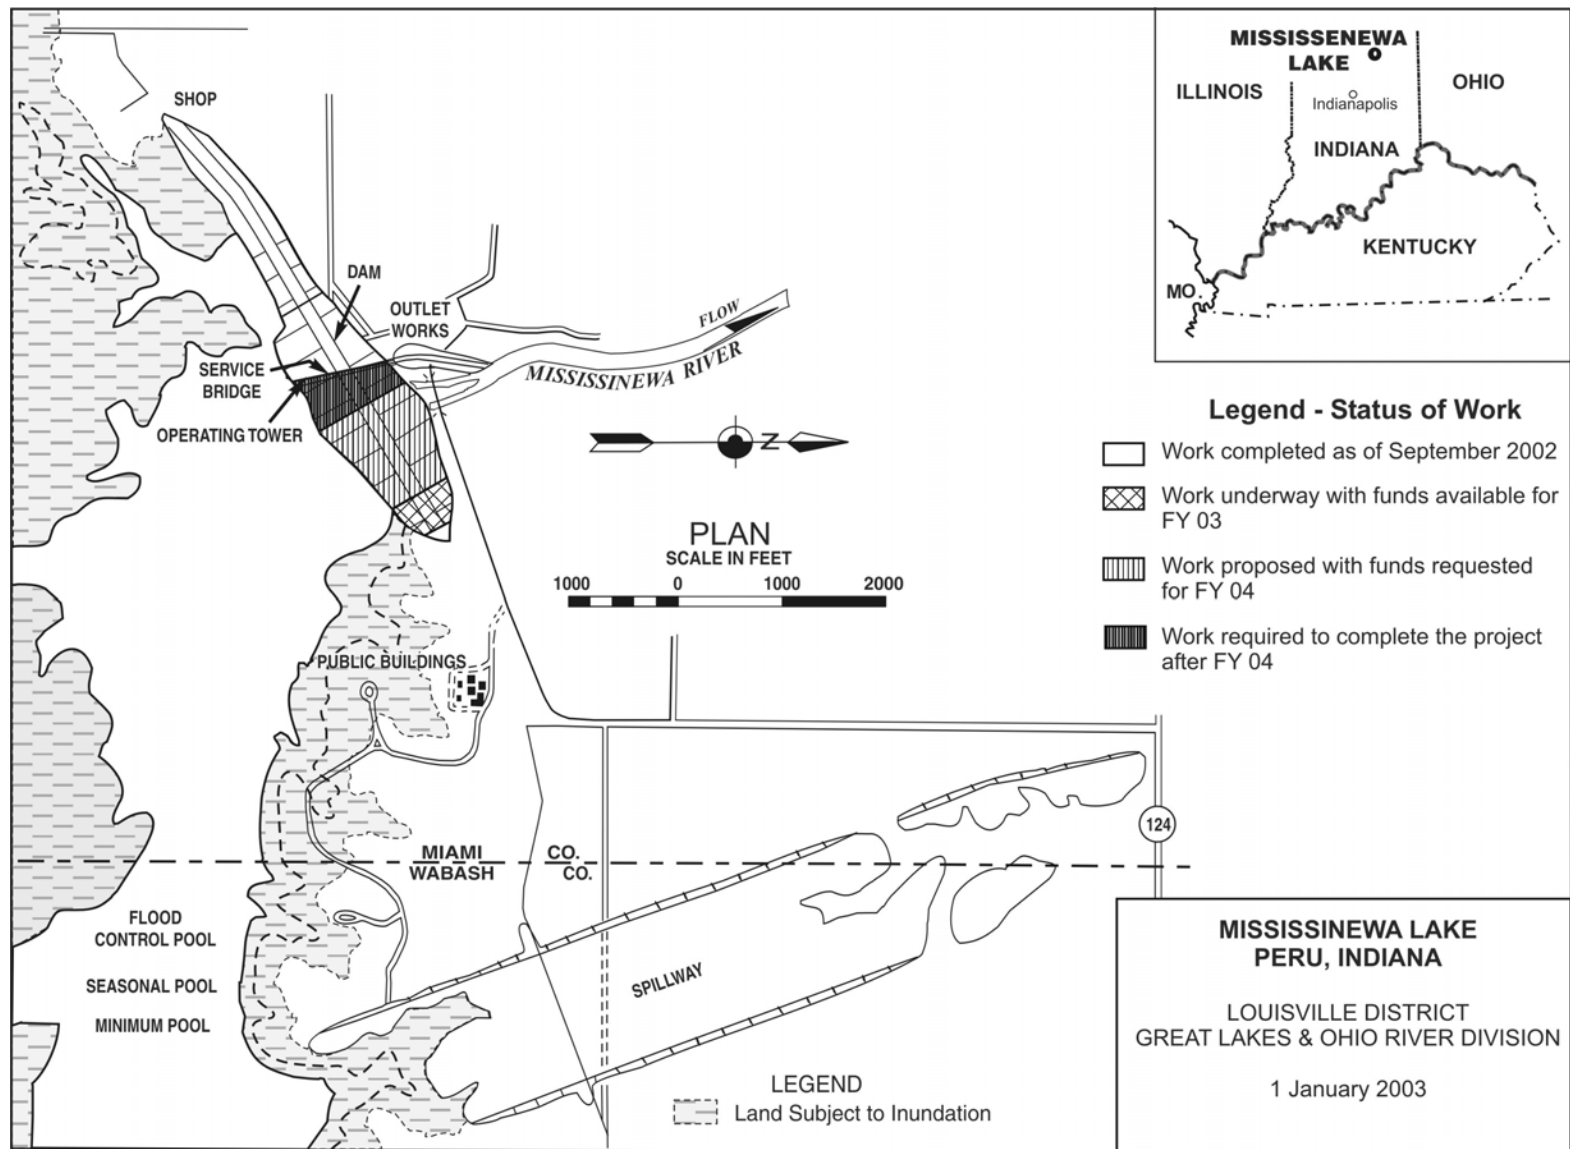 SHOP
DAM
OUTLET
WORKS
SERVICE
BRIDGE
OPERATING TOWER
FLOW
MISSISSINEWA RIVER
N
PLAN
SCALE IN FEET
1000 0 1000 2000
PUBLIC BUILDINGS
MIAMI CO.
WABASH CO.
124
FLOOD
CONTROL POOL
SEASONAL POOL
MINIMUM POOL
SPILLWAY
LEGEND
Land Subject to Inundation
MISSISSENEWA
LAKE
ILLINOIS
OHIO
Indianapolis
INDIANA
KENTUCKY
MO.
Legend - Status of Work
Work completed as of September 2002
Work underway with funds available for
FY 03
Work proposed with funds requested
for FY 04
Work required to complete the project
after FY 04
MISSISSINEWA LAKE
PERU, INDIANA
LOUISVILLE DISTRICT
GREAT LAKES & OHIO RIVER DIVISION
1 January 2003